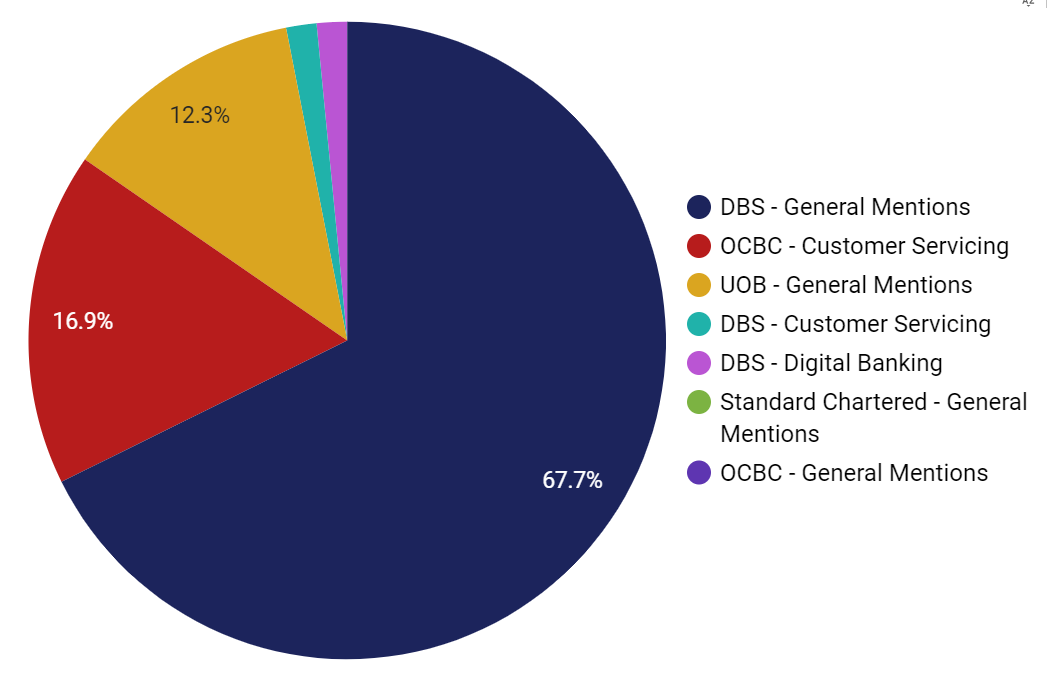 12.3%
16.9%
67.7%
DBS - General Mentions
OCBC - Customer Servicing
UOB - General Mentions
DBS - Customer Servicing
DBS - Digital Banking
Standard Chartered - General
Mentions
OCBC - General Mentions